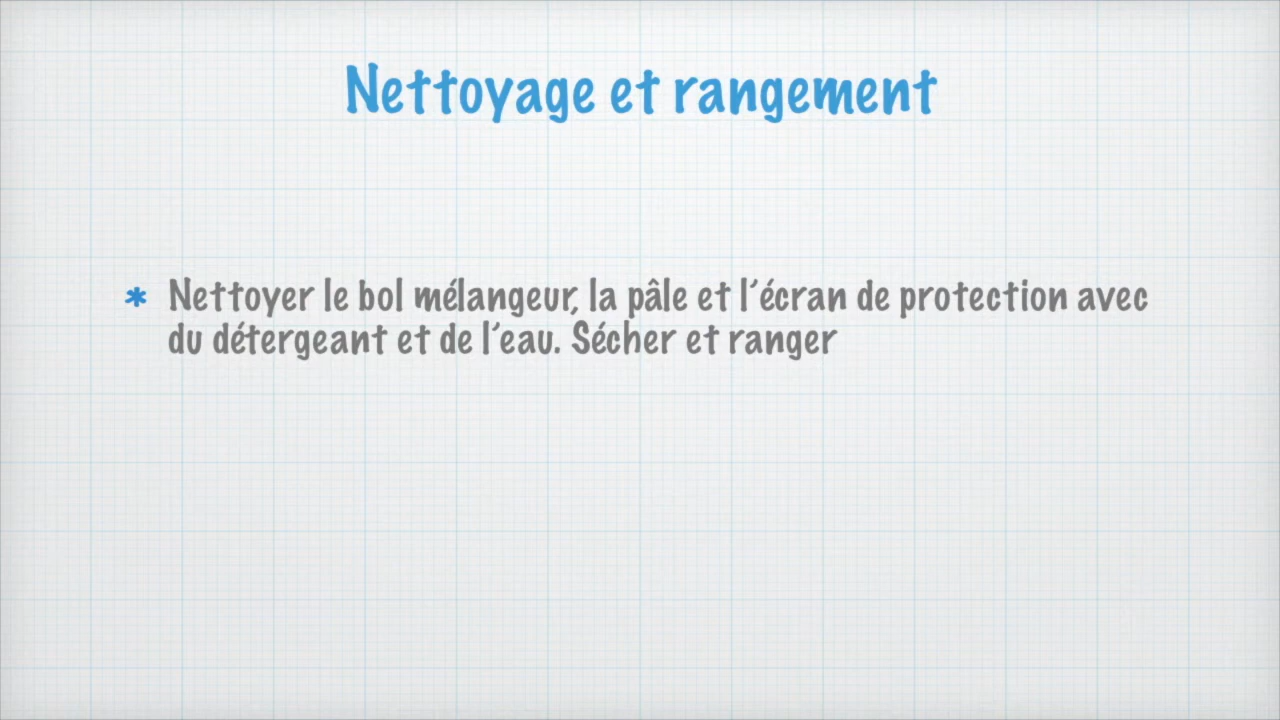 Nettoyage et rangement
* Nettoyer le bol mélangeur, la pâle et l’écran de protection avec
du détergeant et de l’eau. Sécher et ranger